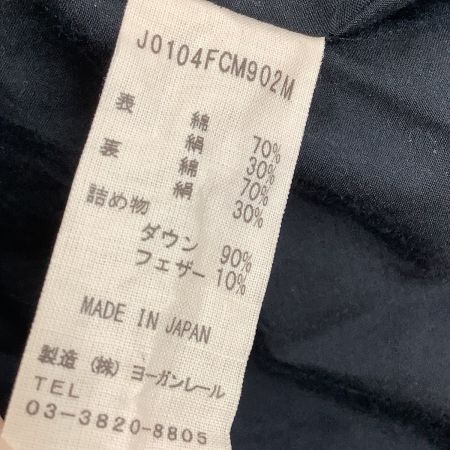 J0104FCM902M
表 綿 70%
絹 30%
裏 綿 70%
絹 30%
詰め物
ダウン 90%
フェザー 10%
MADE IN JAPAN
製造 (株) ヨーガンレール
TEL
03-3820-8805